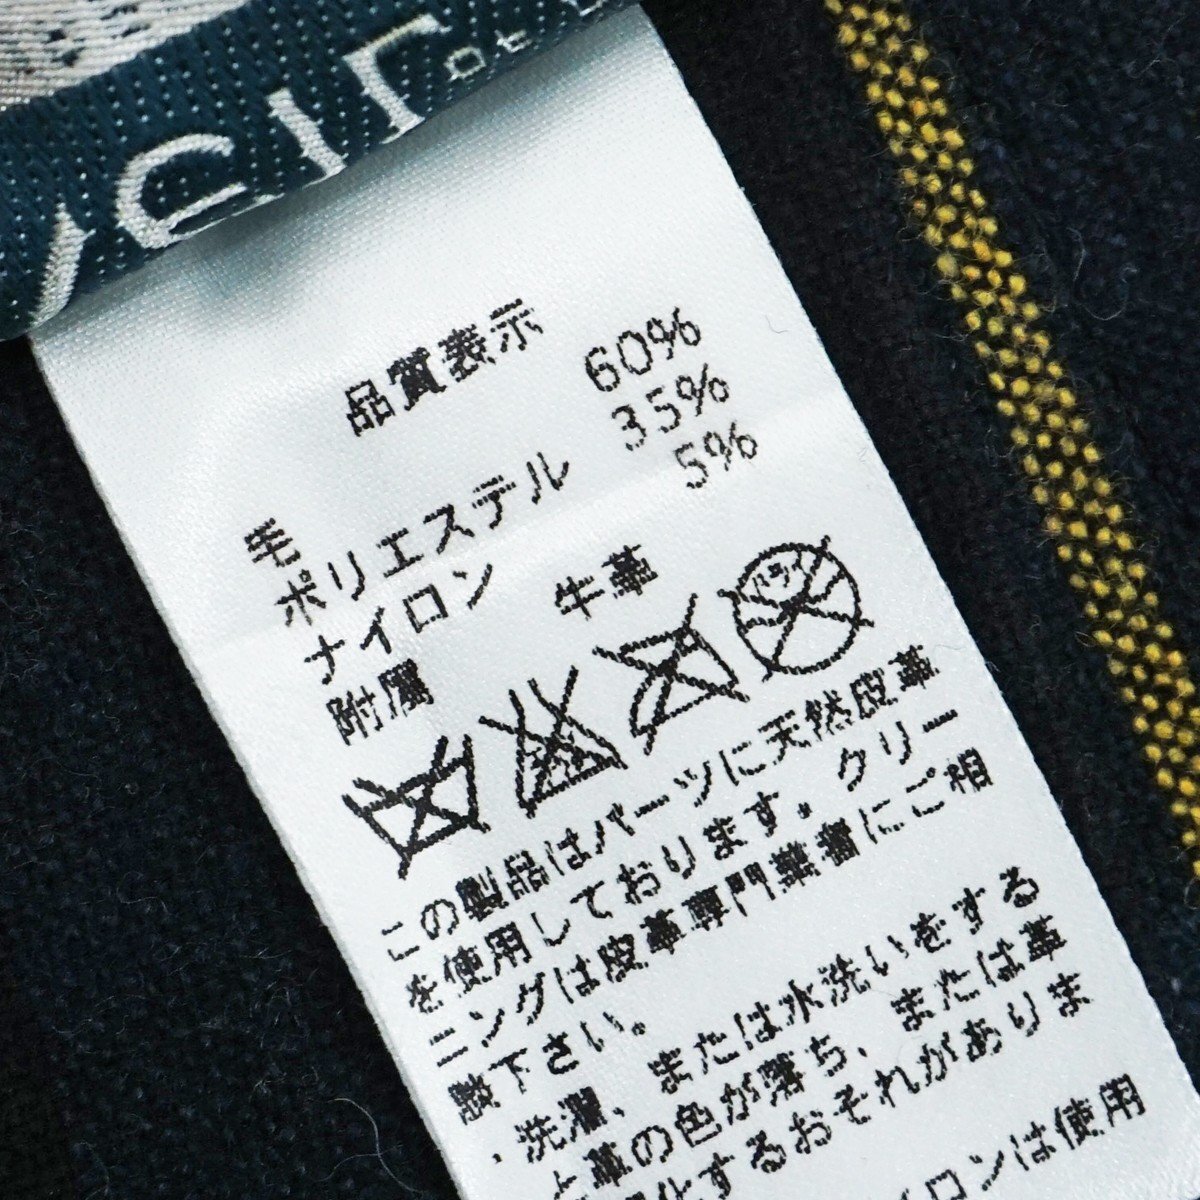 品質表示
毛 60%
ポリエステル 35%
ナイロン 5%
附属 牛革
この製品はパーツに天然皮革
を使用しております。クリー
ニングは皮革専門業者にご相
談下さい。
・洗濯、または水洗いをする
と革の色が落ち、または革
するおそれがありま
イロンは使用